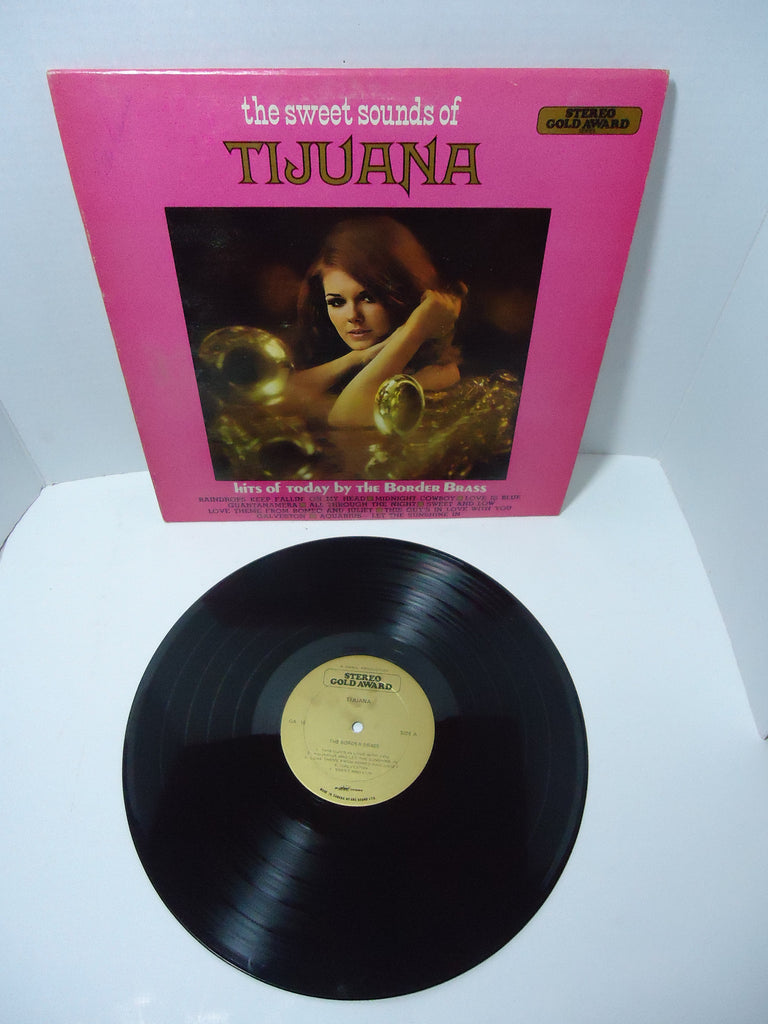 the sweet sounds of
TIJUANA
STEREO
GOLD AWARD
hits of today by the Border Brass
RAINDROPS KEEP FALLIN' ON MY HEAD MIDNIGHT COWBOY LOVE IS BLUE
GUANTANAMERA ALL THROUGH THE NIGHT SWEET AND LOW
LOVE THEME FROM ROMEO AND JULIET THIS GUY'S IN LOVE WITH YOU
GALVESTON AQUARIUS LET THE SUNSHINE IN
STEREO
GOLD AWARD
TIJUANA
GA
SIDE A
THE BORDER BRASS